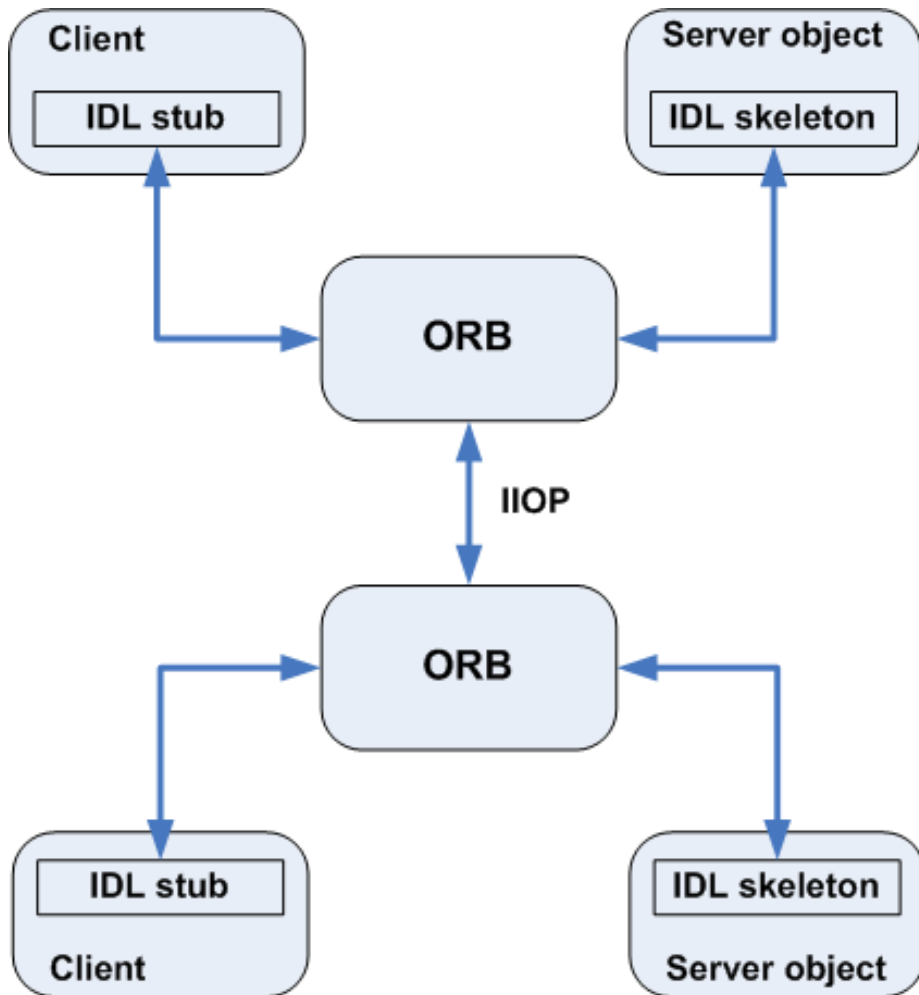 Client
IDL stub
Server object
IDL skeleton
ORB
IIOP
ORB
IDL stub
Client
IDL skeleton
Server object